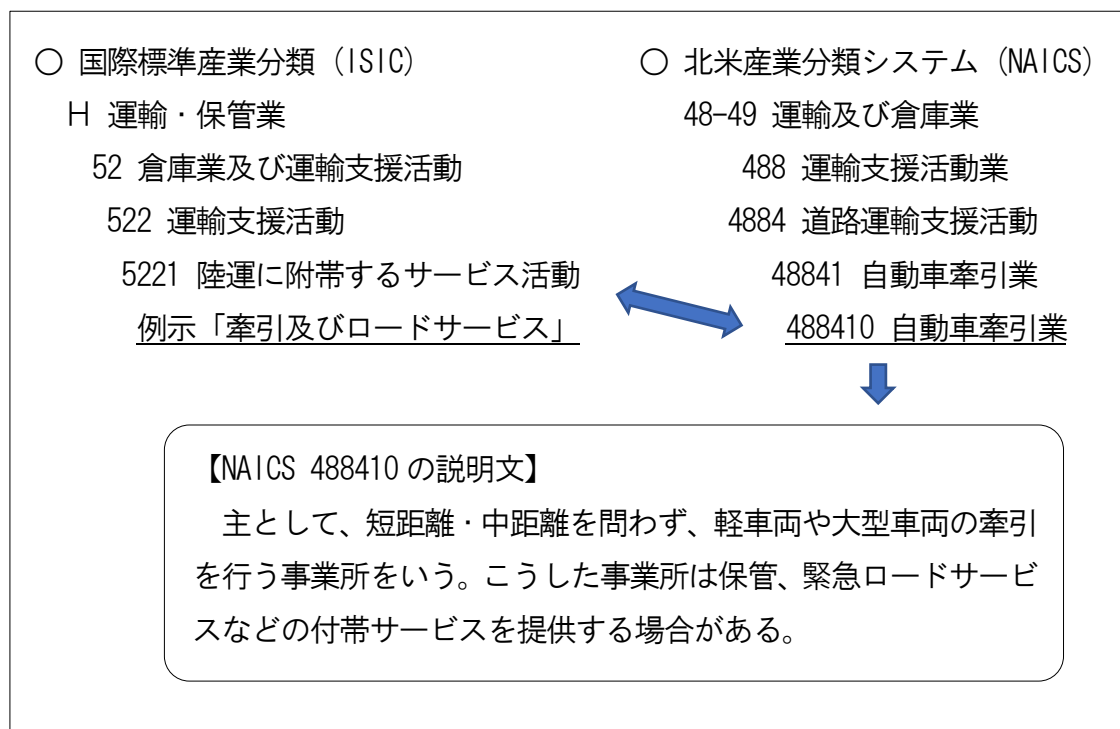 ○ 国際標準産業分類(ISIC)
H 運輸・保管業
52 倉庫業及び運輸支援活動
522 運輸支援活動
5221 陸運に附帯するサービス活動
例示「牽引及びロードサービス」
○ 北米産業分類システム(NAICS)
48-49 運輸及び倉庫業
488 運輸支援活動業
4884 道路運輸支援活動
48841 自動車牽引業
488410 自動車牽引業
【NAICS 488410 の説明文】
主として、短距離・中距離を問わず、軽車両や大型車両の牽引
を行う事業所をいう。こうした事業所は保管、緊急ロードサービ
スなどの付帯サービスを提供する場合がある。